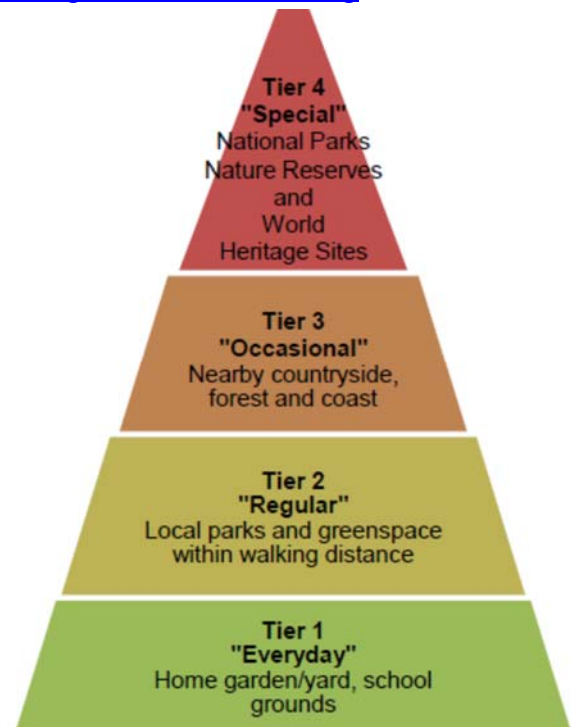 Tier 4
"Special"
National Parks
Nature Reserves
and
World
Heritage Sites
Tier 3
"Occasional"
Nearby countryside,
forest and coast
Tier 2
"Regular"
Local parks and greenspace
within walking distance
Tier 1
"Everyday"
Home garden/yard, school
grounds